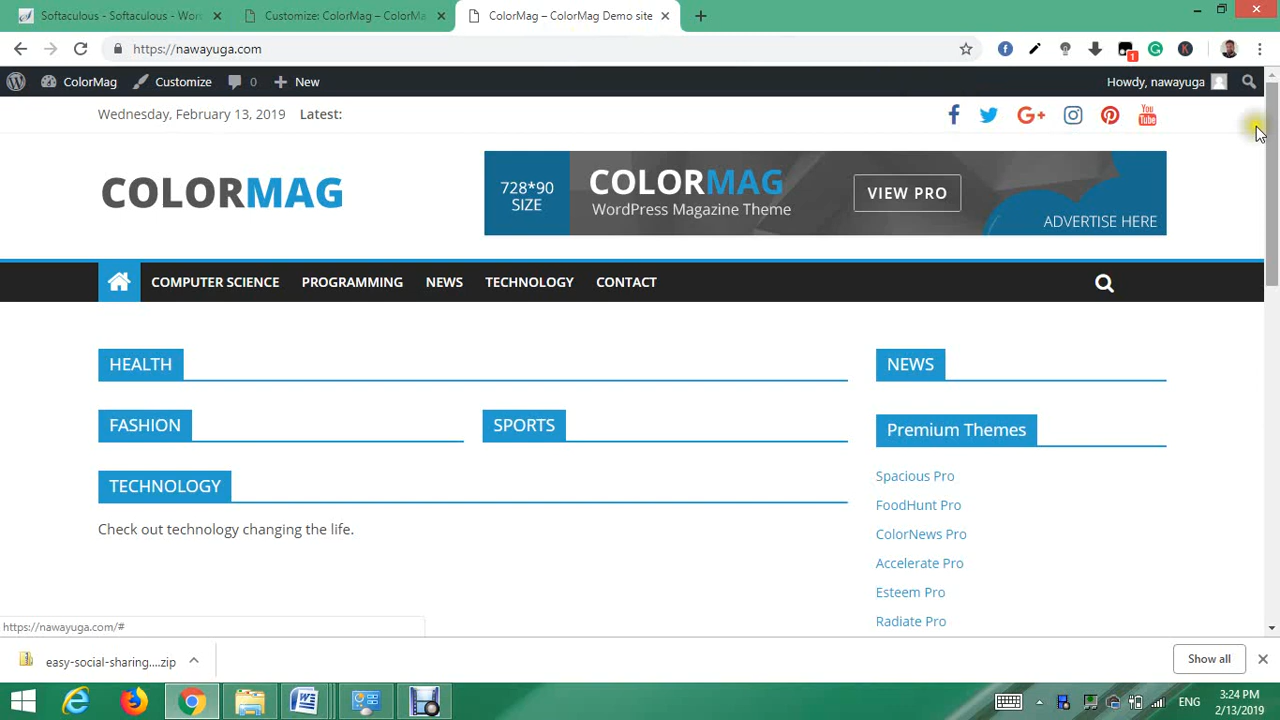 Softaculous - Softaculous - Wor
Customize: ColorMag – ColorMa
ColorMag – ColorMag Demo site
https://nawayuga.com
1
ColorMag
Customize
0
New
Howdy, nawayuga
Wednesday, February 13, 2019
Latest:
You
Tube
COLORMAG
728*90
SIZE
COLORMAG
WordPress Magazine Theme
VIEW PRO
ADVERTISE HERE
COMPUTER SCIENCE
PROGRAMMING
NEWS
TECHNOLOGY
CONTACT
HEALTH
NEWS
FASHION
SPORTS
Premium Themes
TECHNOLOGY
Spacious Pro
FoodHunt Pro
Check out technology changing the life.
ColorNews Pro
Accelerate Pro
Esteem Pro
Radiate Pro
https://nawayuga.com/#
easy-social-sharing....zip
Show all
ENG
3:24 PM
2/13/2019